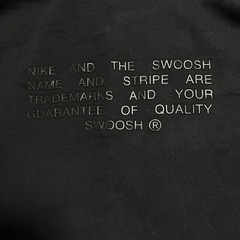 NIKE AND THE SWOOSH
NAME AND STRIPE ARE
TRADEMARKS AND YOUR
GUARANTEE OF QUALITY
SWOOSH ®